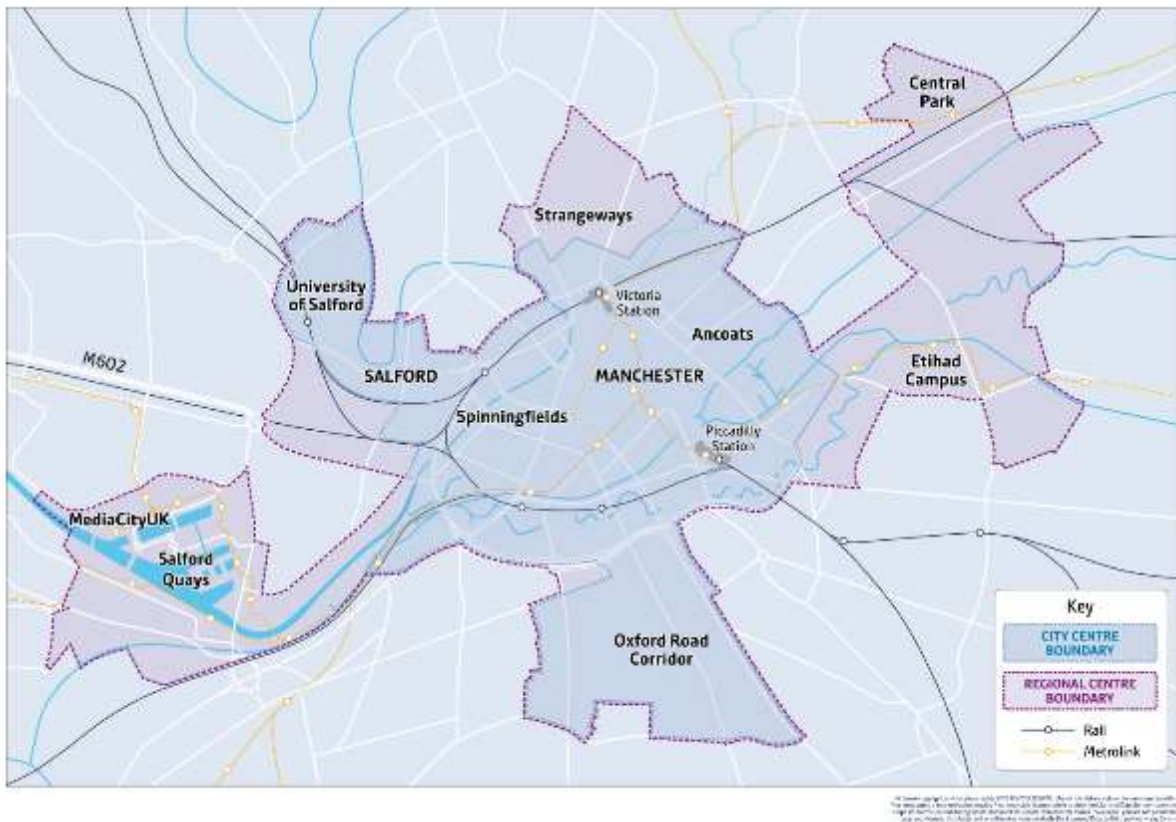 Central
Park
Strangeways
University
of Salford
Victoria
Station
Ancoats
M602
SALFORD
MANCHESTER
Etihad
Campus
Spinningfields
Piccadilly
Station
MediaCityUK
Salford
Quays
Oxford Road
Corridor
Key
CITY CENTRE
BOUNDARY
REGIONAL CENTRE
BOUNDARY
Rail
Metrolink